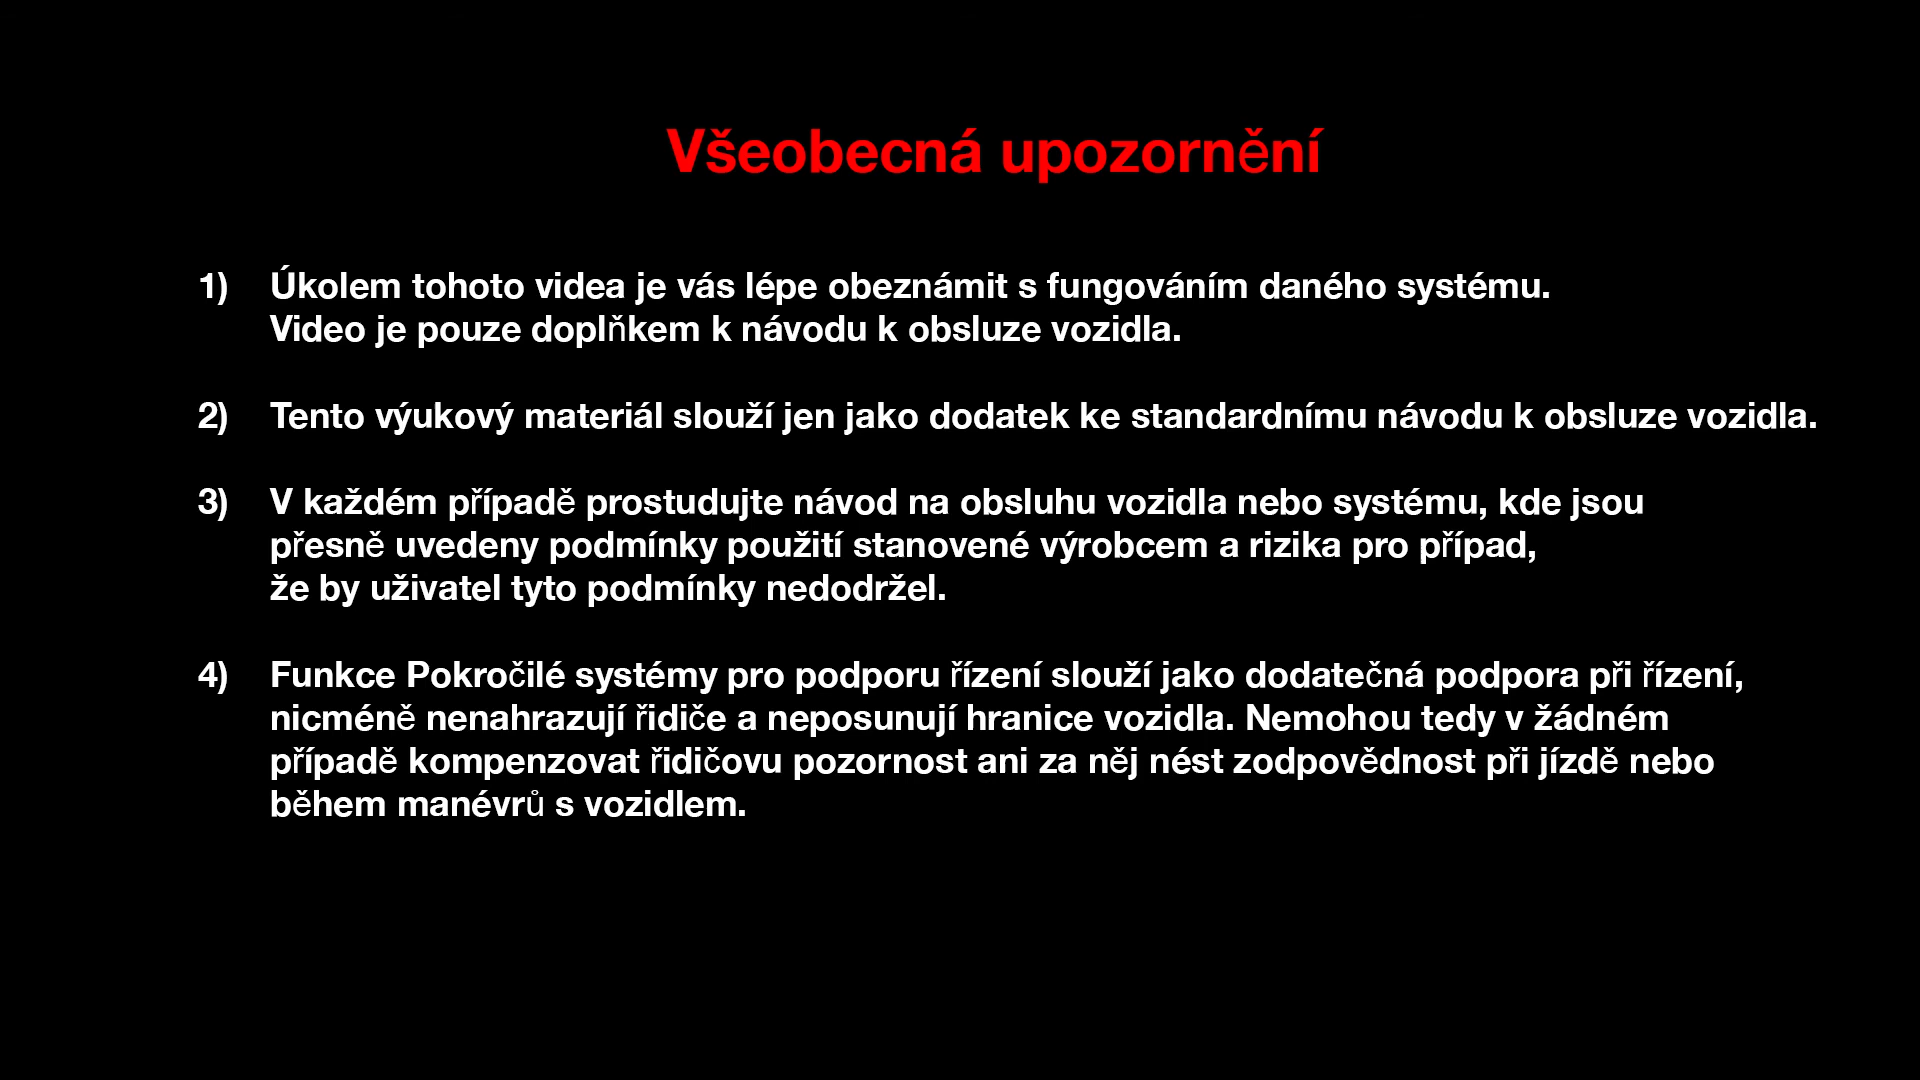 Všeobecná upozornění
1) Úkolem tohoto videa je vás lépe obeznámit s fungováním daného systému.
Video je pouze doplňkem k návodu k obsluze vozidla.
2) Tento výukový materiál slouží jen jako dodatek ke standardnímu návodu k obsluze vozidla.
3) V každém případě prostudujte návod na obsluhu vozidla nebo systému, kde jsou
přesně uvedeny podmínky použití stanovené výrobcem a rizika pro případ,
že by uživatel tyto podmínky nedodržel.
4) Funkce Pokročilé systémy pro podporu řízení slouží jako dodatečná podpora při řízení,
nicméně nenahrazují řidiče a neposunují hranice vozidla. Nemohou tedy v žádném
případě kompenzovat řidičovu pozornost ani za něj nést zodpovědnost při jízdě nebo
během manévrů s vozidlem.